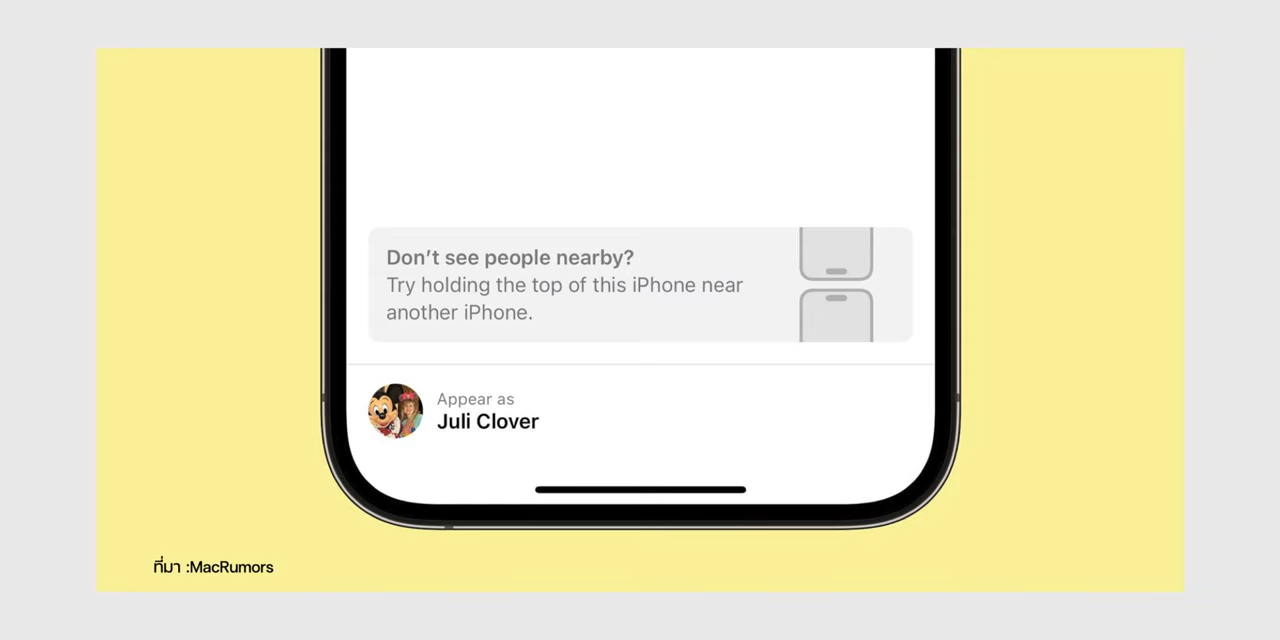 Don’t see people nearby?
Try holding the top of this iPhone near
another iPhone.
Appear as
Juli Clover
ที่มา :MacRumors